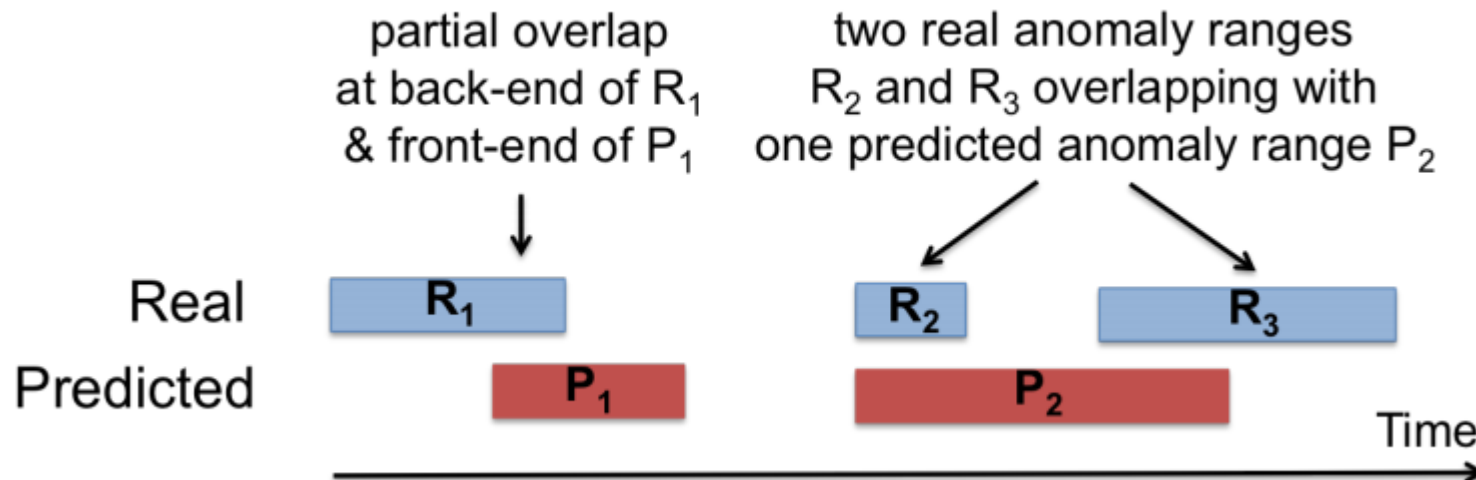 partial overlap
at back-end of R₁
& front-end of P₁
two real anomaly ranges
R₂ and R₃ overlapping with
one predicted anomaly range P₂
Real
R₁
R₂
R₃
Predicted
P₁
P₂
Time